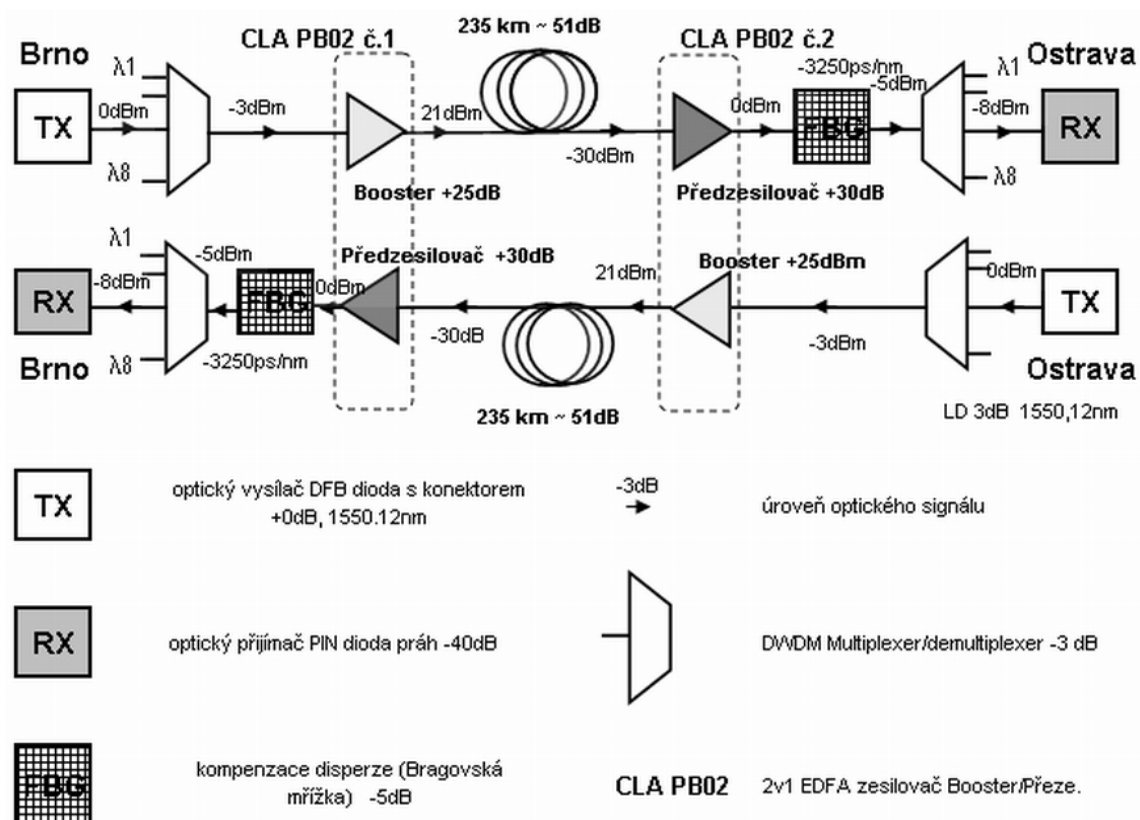 235 km ~ 51dB
CLA PB02 č.1
CLA PB02 č.2
Brno
Ostrava
-3250ps/nm
λ1
λ1
TX
0dBm
-3dBm
21dBm
-30dBm
0dBm
FBG
-5dBm
-8dBm
RX
λ8
λ8
Booster +25dB
Předzesilovač +30dB
λ1
-5dBm
Předzesilovač +30dB
21dBm
Booster +25dBm
0dBm
RX
-8dBm
FBG
0dBm
-30dB
-3dBm
TX
Brno
λ8
-3250ps/nm
Ostrava
235 km ~ 51dB
LD 3dB 1550,12nm
TX
optický vysílač DFB dioda s konektorem
+0dB, 1550.12nm
-3dB
úroveň optického signálu
RX
optický přijímač PIN dioda práh -40dB
DWDM Multiplexer/demultiplexer -3 dB
FBG
kompenzace disperze (Bragovská
mřížka) -5dB
CLA PB02
2v1 EDFA zesilovač Booster/Přeze.